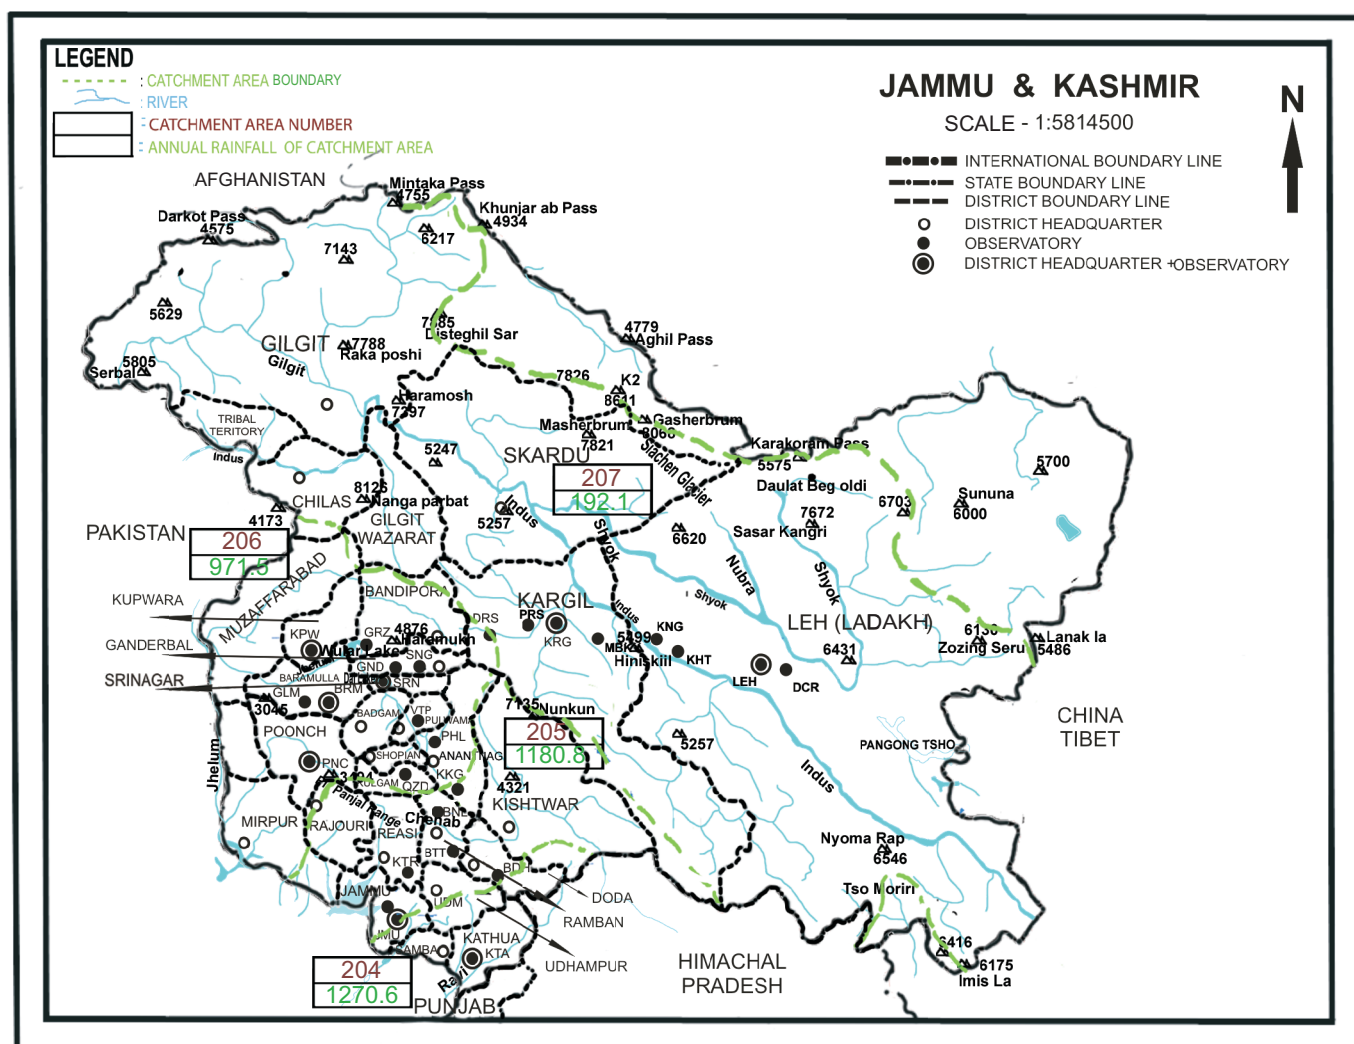 LEGEND
: CATCHMENT AREA BOUNDARY
: RIVER
: CATCHMENT AREA NUMBER
: ANNUAL RAINFALL OF CATCHMENT AREA
JAMMU & KASHMIR
SCALE - 1:5814500
N
INTERNATIONAL BOUNDARY LINE
STATE BOUNDARY LINE
DISTRICT BOUNDARY LINE
DISTRICT HEADQUARTER
OBSERVATORY
DISTRICT HEADQUARTER +OBSERVATORY
AFGHANISTAN
Mintaka Pass
4755
Darkot Pass
4575
Khunjar ab Pass
4934
6217
7143
5629
7885
Disteghil Sar
4779
Aghil Pass
GILGIT
7788
Raka poshi
Gilgit
5805
Serbal
7826
K2
8611
Haramosh
7397
TRIBAL
TERITORY
Indus
Masherbrum
7821
Gasherbrum
8068
Siachen Glacier
Karakoram Pass
5575
5247
SKARDU
207
192.1
Daulat Beg oldi
5700
6703
Sununa
6000
CHILAS
8126
Nanga parbat
4173
GILGIT
WAZARAT
Indus
5257
Shyok
6620
7672
Sasar Kangri
PAKISTAN
206
971.5
MUZAFFARABAD
BANDIPORA
Nubra
Shyok
Shyok
KUPWARA
KARGIL
Indus
LEH (LADAKH)
GANDERBAL
SRINAGAR
KPW
GRZ
4876
Haramukh
Wular Lake
Jhelum
DRS
PRS
KRG
5499
MBK
Hiniskiil
KNG
KHT
LEH
DCR
6431
6138
Zozing Seru
Lanak la
5486
GND
SNG
SRN
BARAMULLA
GLM
BRM
3045
POONCH
BADGAM
VTP
PULWAMA
PHL
7135
Nunkun
205
1180.8
5257
CHINA
TIBET
PANGONG TSHO
Jhelum
PNC
SHOPIAN
ANANTNAG
KULGAM
QZD
KKG
4321
KISHTWAR
Indus
Panjal Range
MIRPUR
RAJOURI
REASI
Chenab
BNL
BTT
KTR
BDH
Nyoma Rap
6546
Tso Moriri
JAMMU
JMU
UDM
DODA
RAMBAN
UDHAMPUR
SAMBA
KATHUA
KTA
Ravi
204
1270.6
PUNJAB
HIMACHAL
PRADESH
6416
6175
Imis La